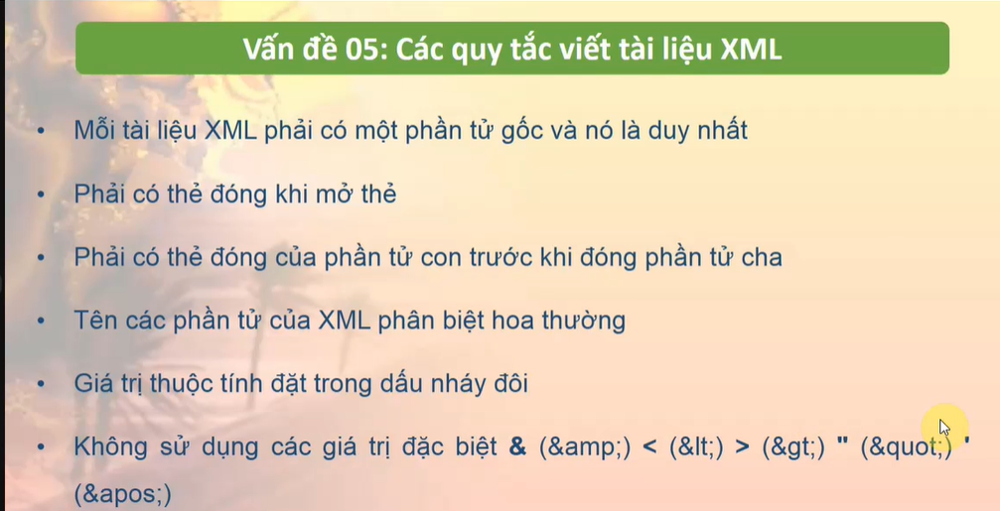 Vấn đề 05: Các quy tắc viết tài liệu XML
• Mỗi tài liệu XML phải có một phần tử gốc và nó là duy nhất
• Phải có thẻ đóng khi mở thẻ
• Phải có thẻ đóng của phần tử con trước khi đóng phần tử cha
• Tên các phần tử của XML phân biệt hoa thường
• Giá trị thuộc tính đặt trong dấu nháy đôi
• Không sử dụng các giá trị đặc biệt & (&amp;) < (&lt;) > (&gt;) " (&quot;) '
(&apos;)